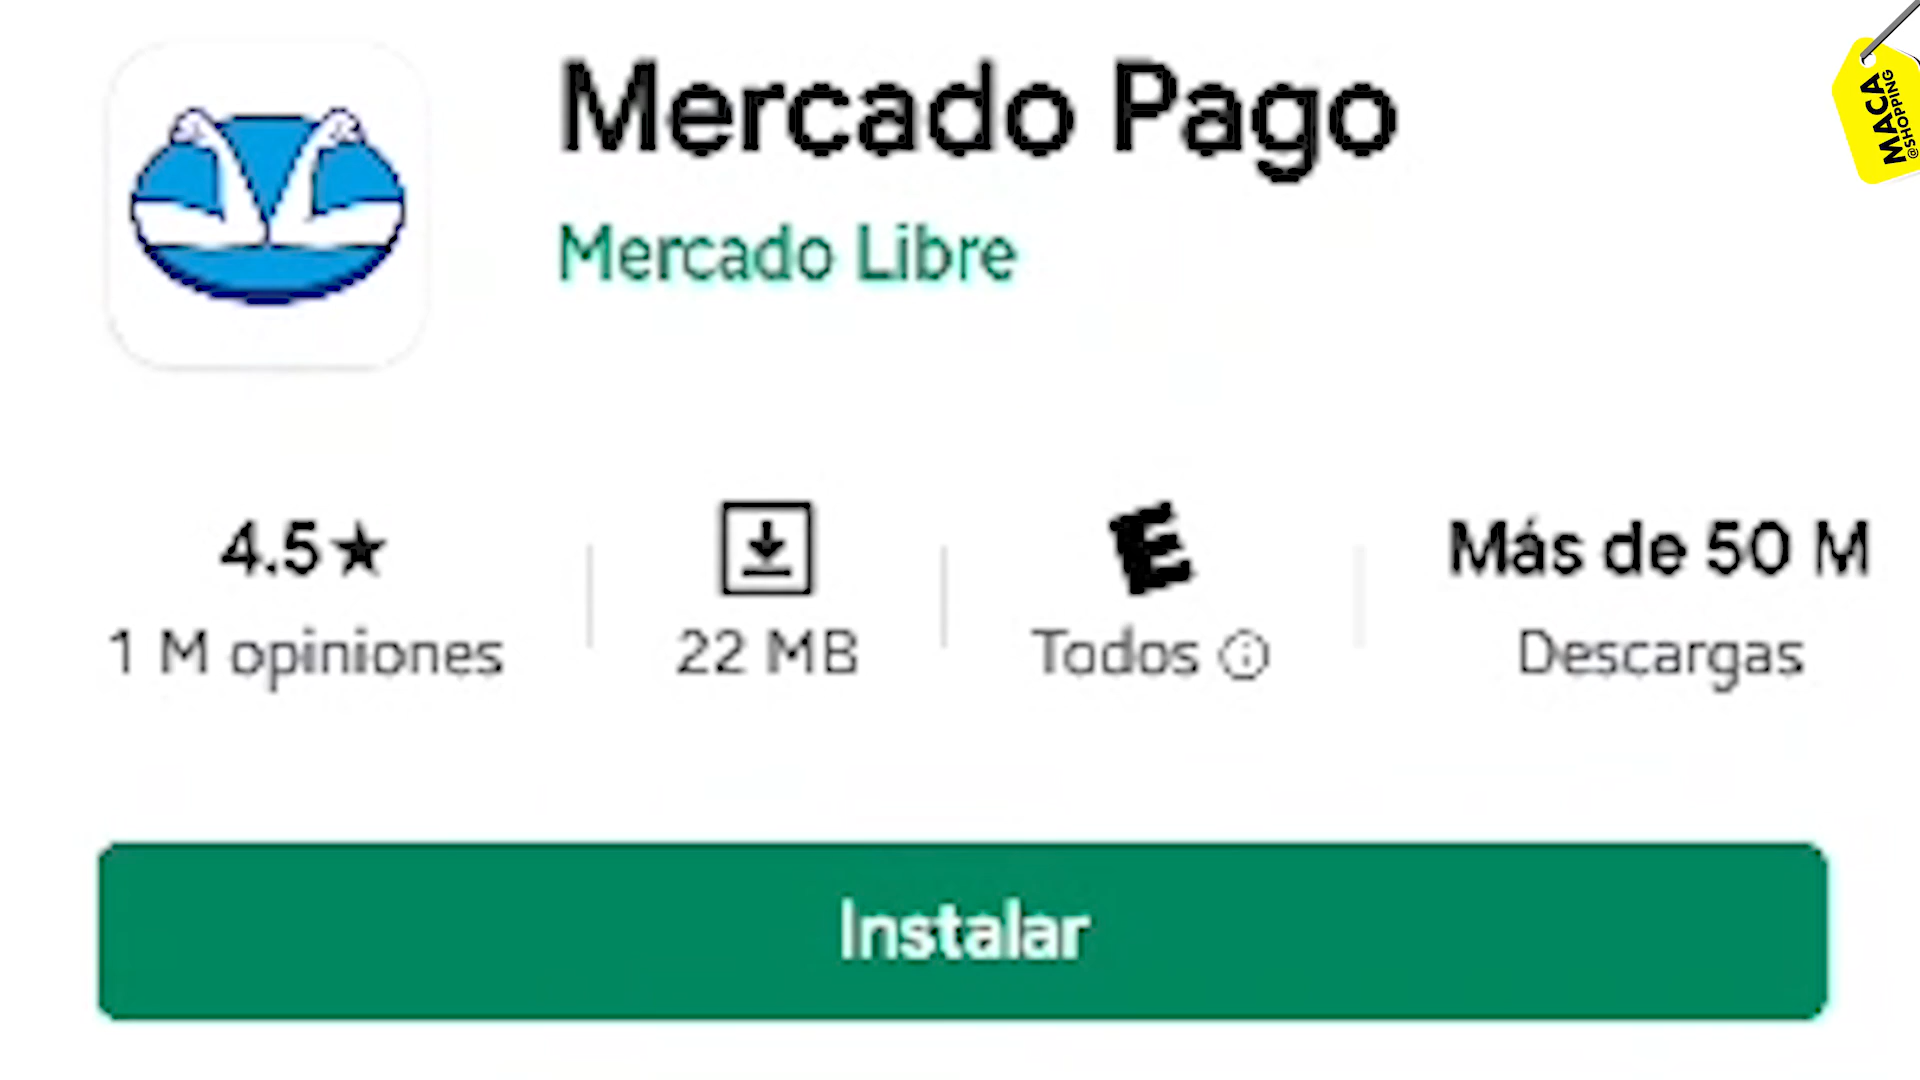 Mercado Pago
Mercado Libre
4.5★
1 M opiniones
22 MB
E
Todos
Más de 50 M
Descargas
Instalar
MACA
@SHOPPING